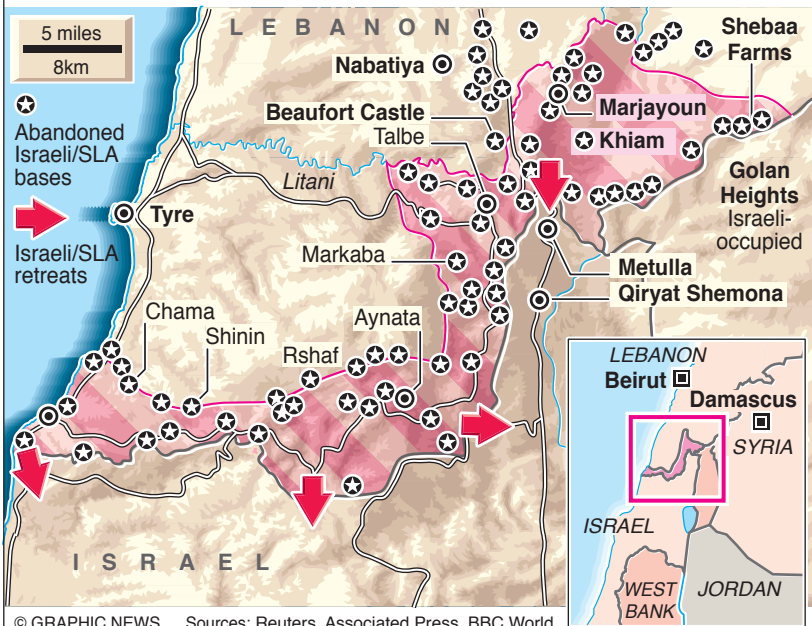 5 miles
8km
Abandoned
Israeli/SLA
bases
Israeli/SLA
retreats
LEBANON
Nabatiya
Beaufort Castle
Talbe
Litani
Tyre
Markaba
Chama
Shinin
Rshaf
Aynata
Shebaa
Farms
Marjayoun
Khiam
Golan
Heights
Israeli-
occupied
Metulla
Qiryat Shemona
ISRAEL
LEBANON
Beirut
Damascus
SYRIA
ISRAEL
WEST
BANK
JORDAN
© GRAPHIC NEWS Sources: Reuters, Associated Press, BBC World